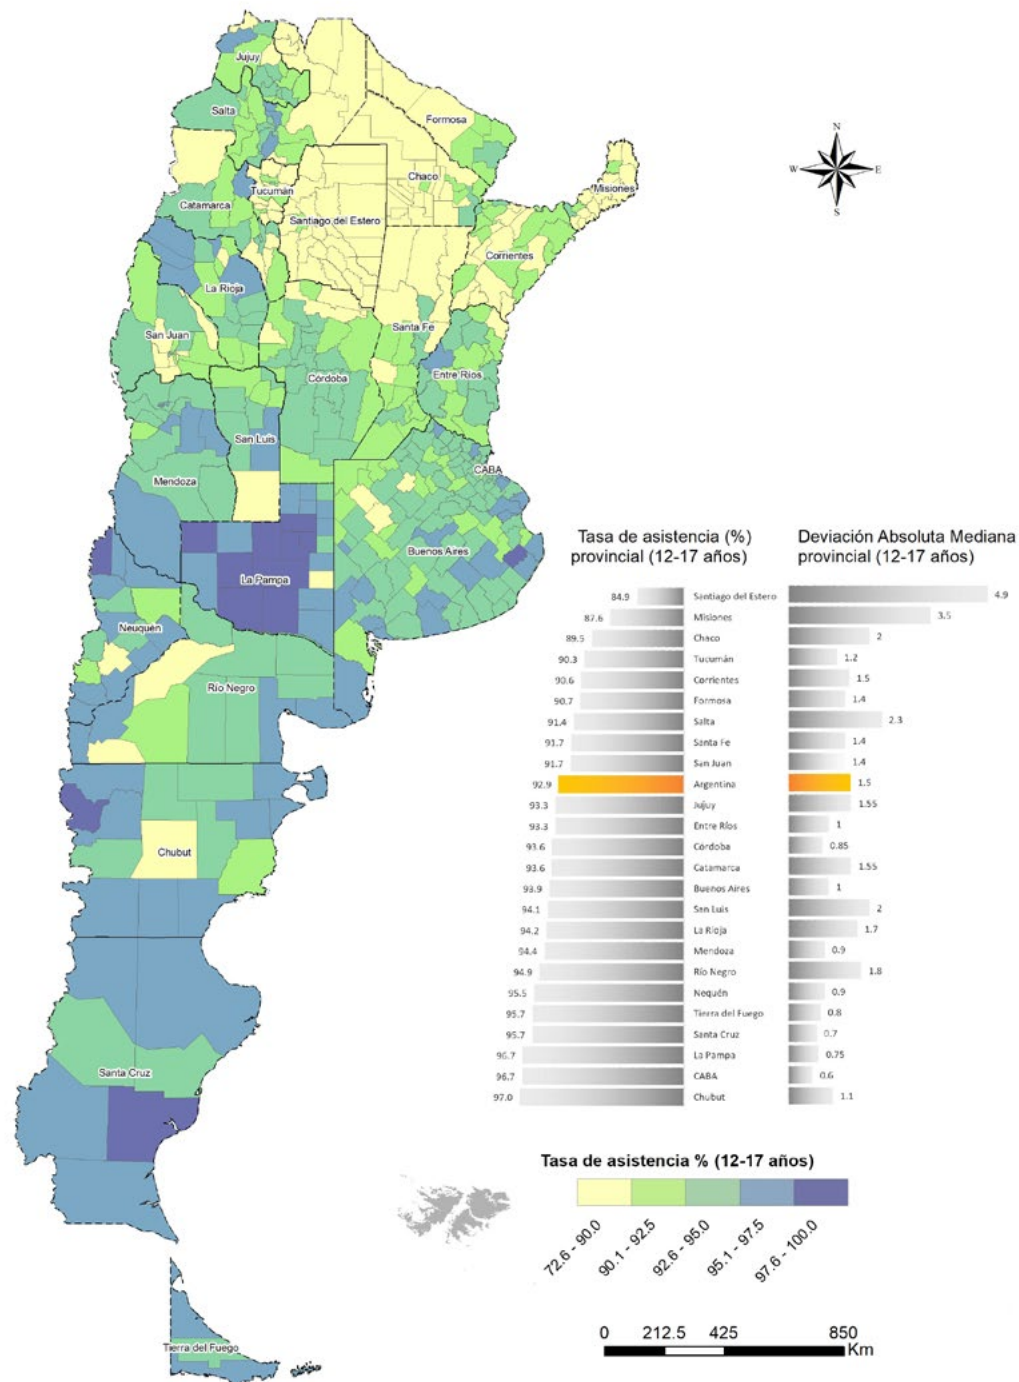 Jujuy
Salta
Formosa
Chaco
Misiones
Tucumán
Catamarca
Santiago del Estero
Corrientes
La Rioja
Santa Fe
San Juan
Entre Ríos
Córdoba
San Luis
CABA
Mendoza
Buenos Aires
La Pampa
Neuquén
Río Negro
Chubut
Santa Cruz
Tierra del Fuego
N
W E
S
Tasa de asistencia (%)
provincial (12-17 años)
Deviación Absoluta Mediana
provincial (12-17 años)
84.9 Santiago del Estero 4.9
87.6 Misiones 3.5
89.5 Chaco 2
90.3 Tucumán 1.2
90.6 Corrientes 1.5
90.7 Formosa 1.4
91.4 Salta 2.3
91.7 Santa Fe 1.4
91.7 San Juan 1.4
92.9 Argentina 1.5
93.3 Jujuy 1.55
93.3 Entre Ríos 1
93.6 Córdoba 0.85
93.6 Catamarca 1.55
93.9 Buenos Aires 1
94.1 San Luis 2
94.2 La Rioja 1.7
94.4 Mendoza 0.9
94.9 Río Negro 1.8
95.5 Nequén 0.9
95.7 Tierra del Fuego 0.8
95.7 Santa Cruz 0.7
96.7 La Pampa 0.75
96.7 CABA 0.6
97.0 Chubut 1.1
Tasa de asistencia % (12-17 años)
72.6 - 90.0
90.1 - 92.5
92.6 - 95.0
95.1 - 97.5
97.6 - 100.0
0 212.5 425 850
Km